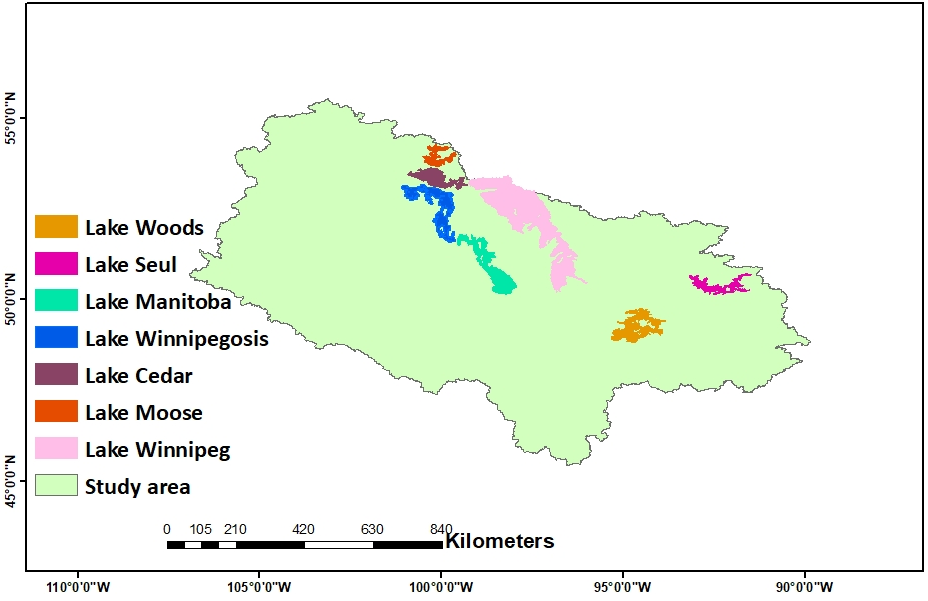 55°0'0"N
50°0'0"N
45°0'0"N
Lake Woods
Lake Seul
Lake Manitoba
Lake Winnipegosis
Lake Cedar
Lake Moose
Lake Winnipeg
Study area
0 105 210 420 630 840
Kilometers
110°0'0"W 105°0'0"W 100°0'0"W 95°0'0"W 90°0'0"W